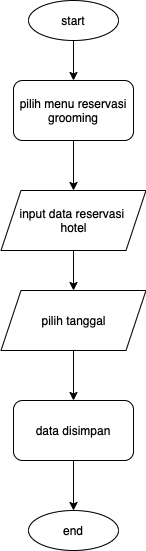 start
pilih menu reservasi
grooming
input data reservasi
hotel
pilih tanggal
data disimpan
end